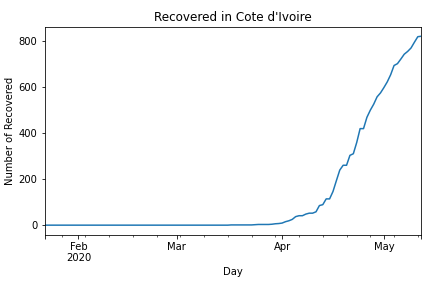 Recovered in Cote d'Ivoire
800
600
400
200
0
Number of Recovered
Feb
2020
Mar
Apr
May
Day